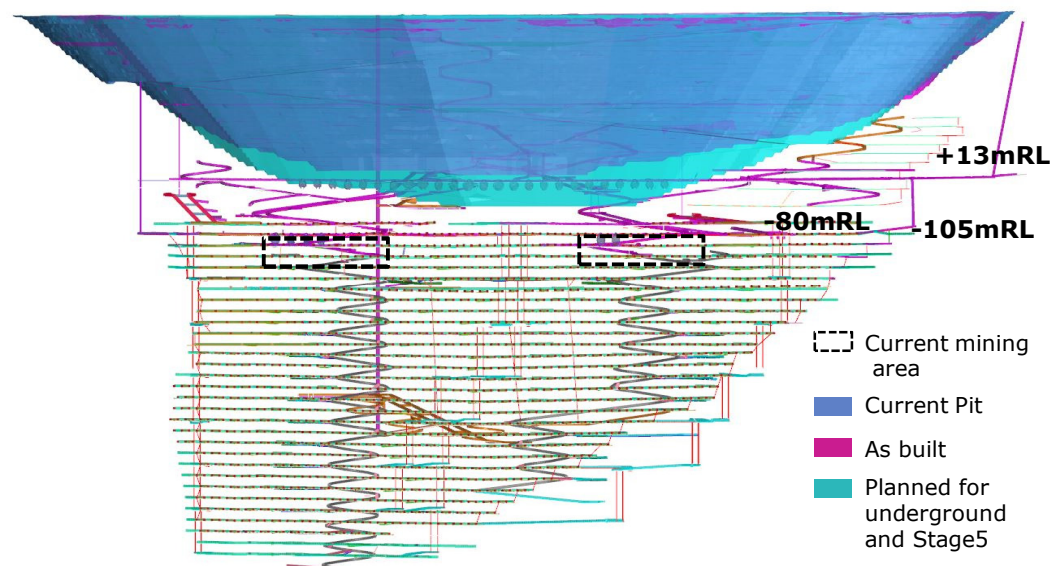 +13mRL
-80mRL
-105mRL
Current mining
area
Current Pit
As built
Planned for
underground
and Stage5